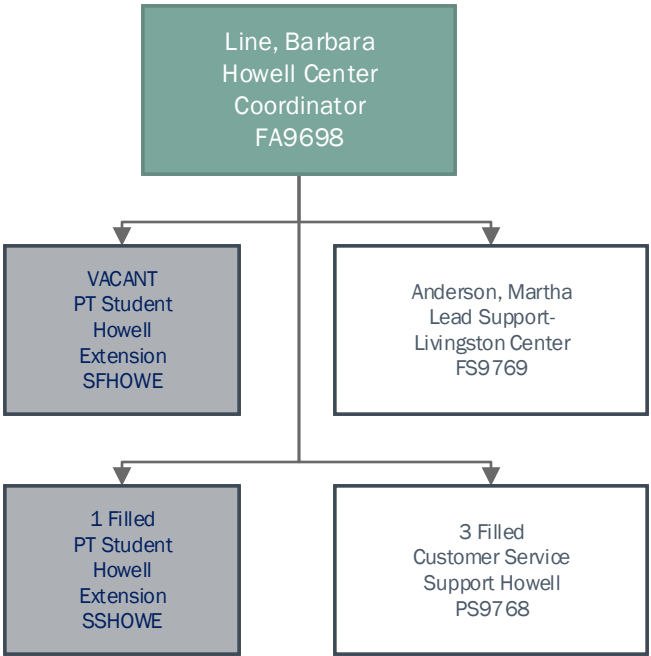 Line, Barbara
Howell Center
Coordinator
FA9698
VACANT
PT Student
Howell
Extension
SFHOWE
Anderson, Martha
Lead Support-
Livingston Center
FS9769
1 Filled
PT Student
Howell
Extension
SSHOWE
3 Filled
Customer Service
Support Howell
PS9768